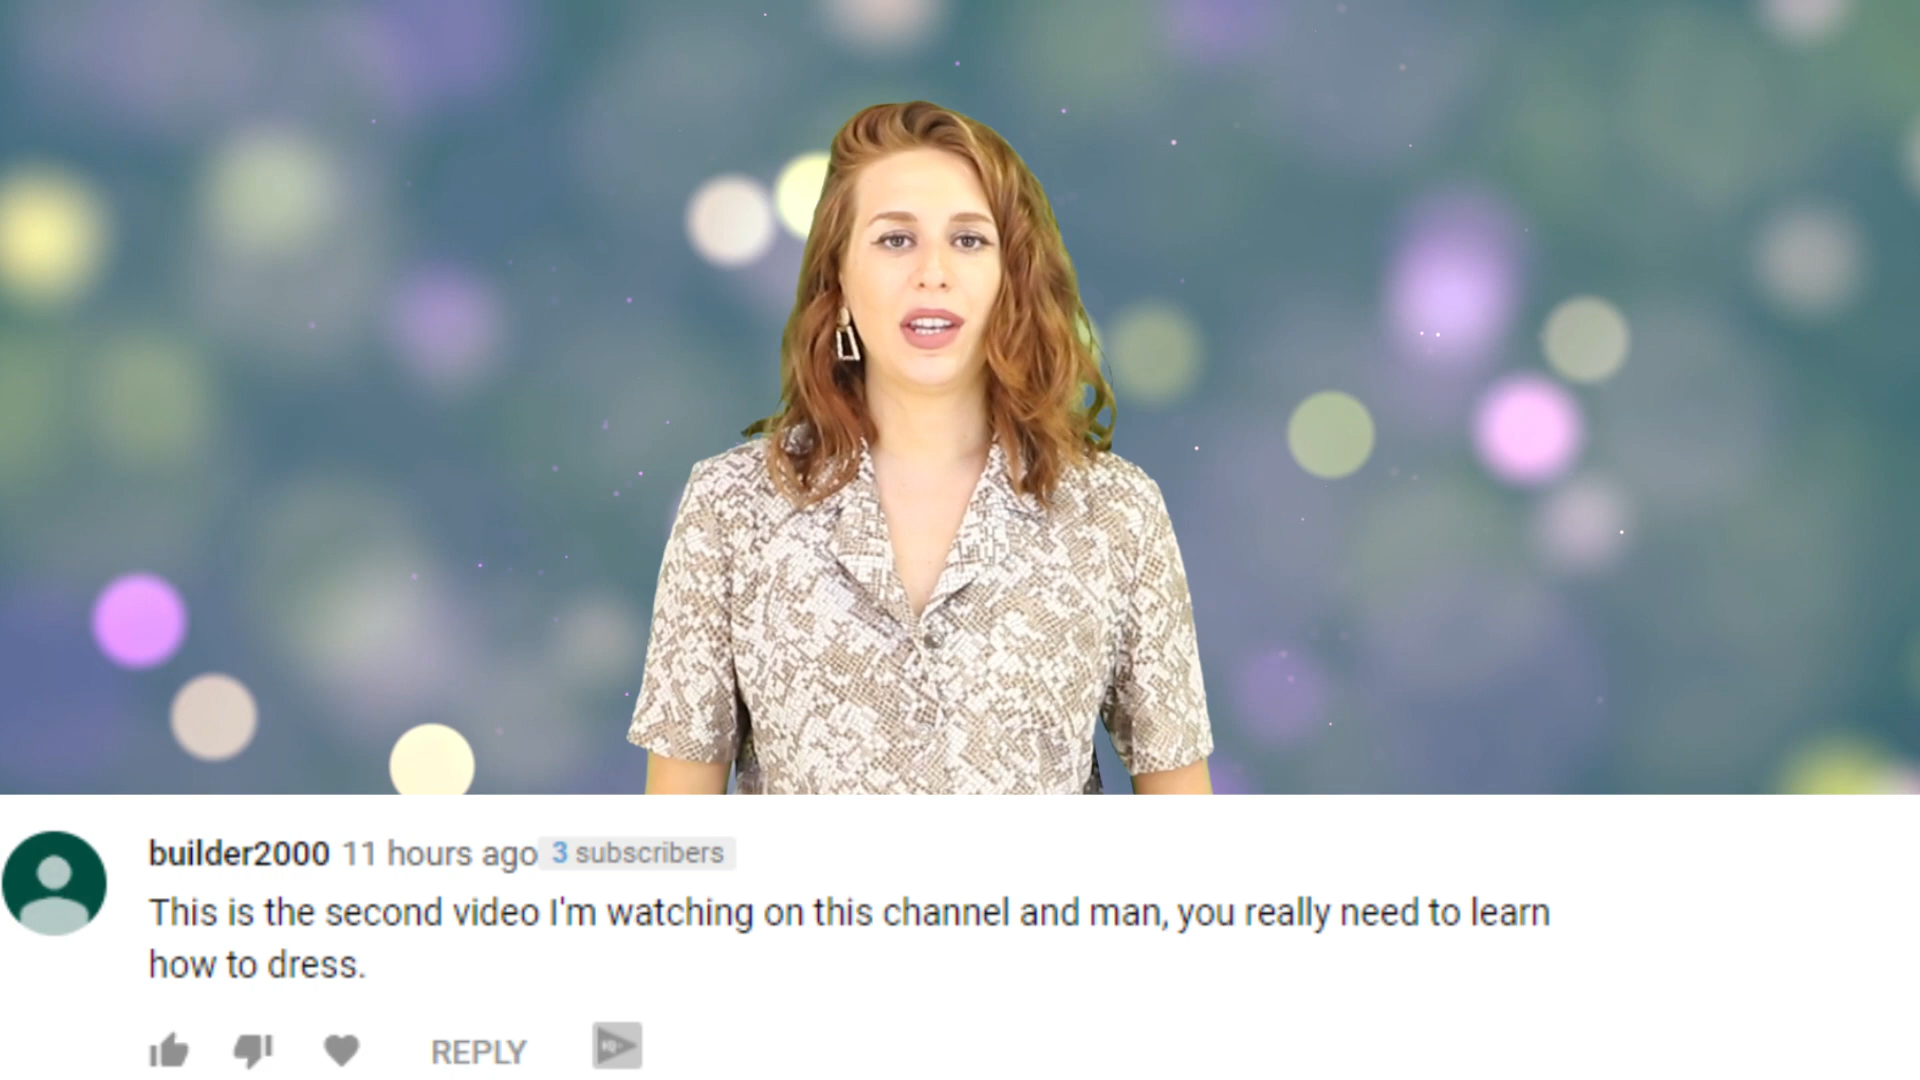 builder2000 11 hours ago 3 subscribers
This is the second video I'm watching on this channel and man, you really need to learn
how to dress.
REPLY